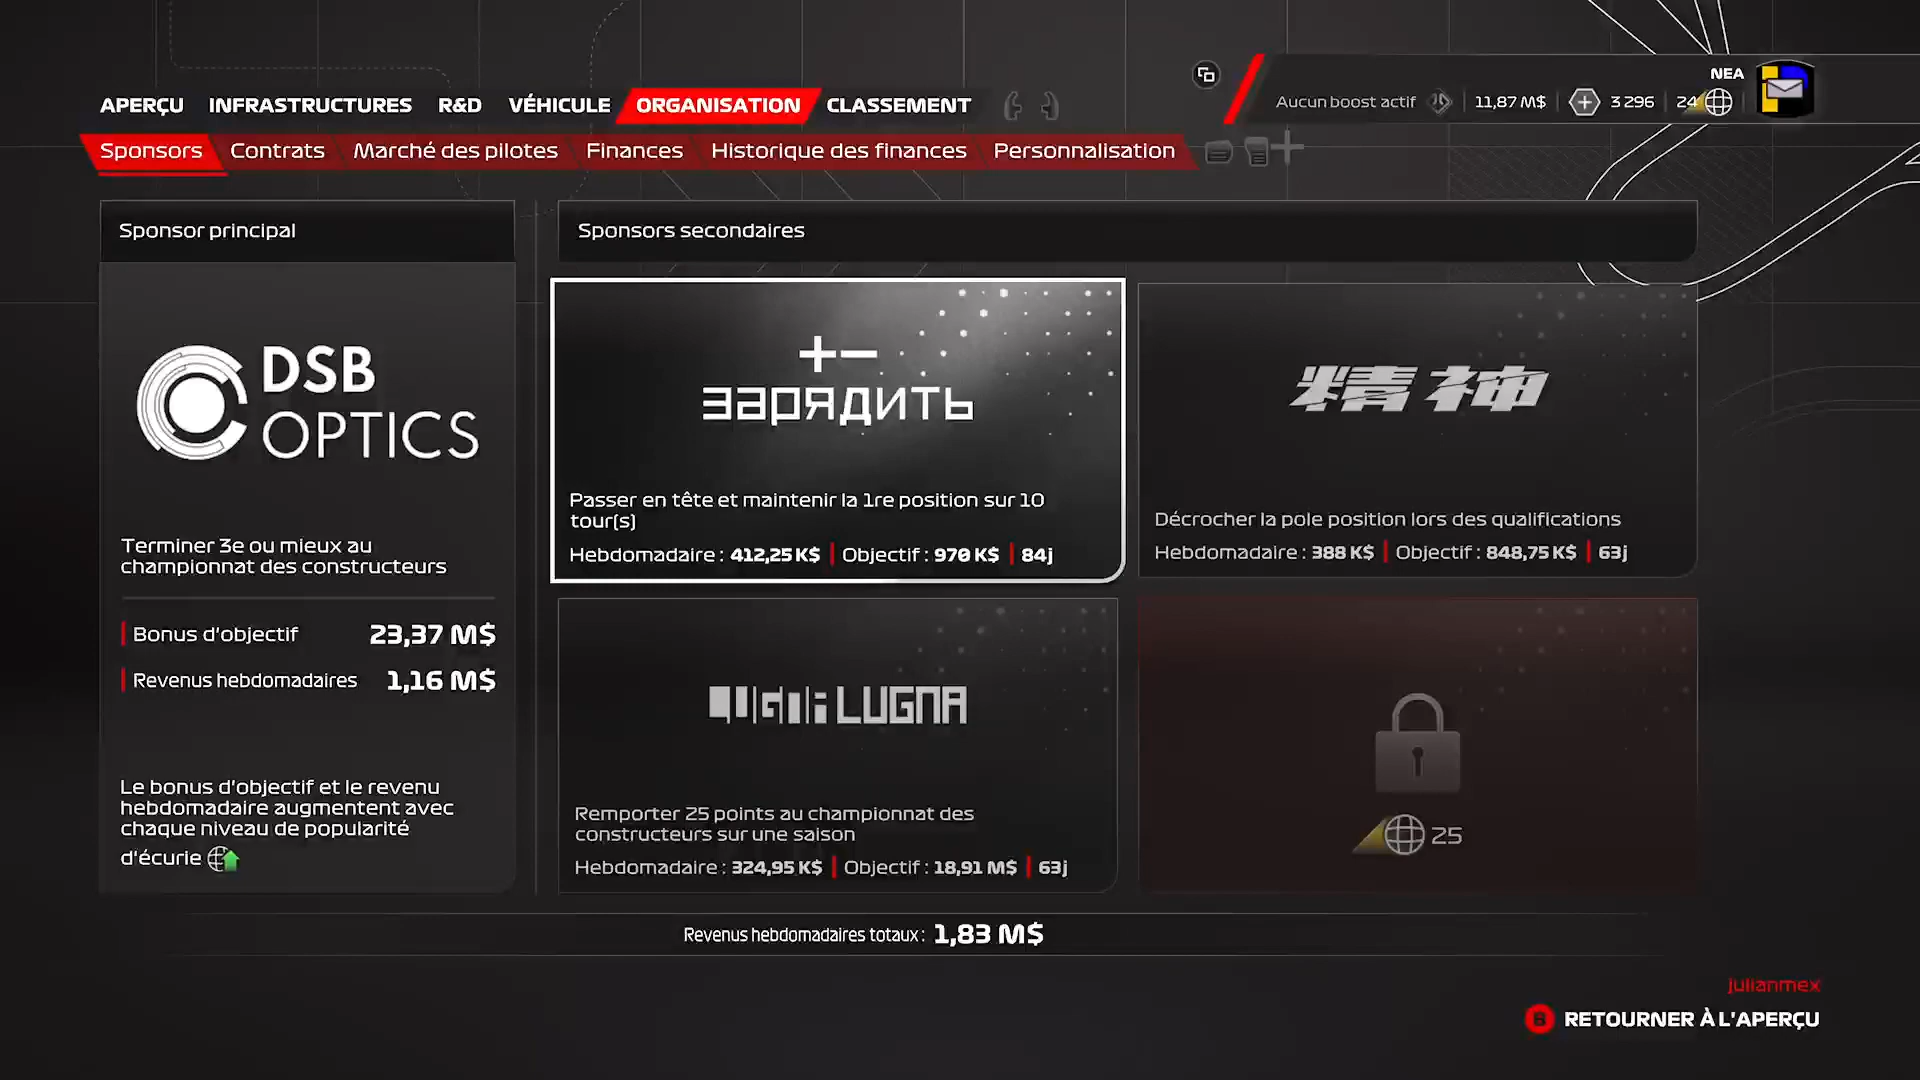 NEA
APERÇU INFRASTRUCTURES R&D VÉHICULE ORGANISATION CLASSEMENT
Aucun boost actif 11,87 M$ 3 296 24
Sponsors Contrats Marché des pilotes Finances Historique des finances Personnalisation
Sponsor principal
DSB
OPTICS
Terminer 3e ou mieux au
championnat des constructeurs
Bonus d'objectif 23,37 M$
Revenus hebdomadaires 1,16 M$
Le bonus d'objectif et le revenu
hebdomadaire augmentent avec
chaque niveau de popularité
d'écurie
Sponsors secondaires
+−
зарядить
Passer en tête et maintenir la 1re position sur 10
tour(s)
Hebdomadaire : 412,25 K$ Objectif : 970 K$ 84j
精神
Décrocher la pole position lors des qualifications
Hebdomadaire : 388 K$ Objectif : 848,75 K$ 63j
LUGNA
Remporter 25 points au championnat des
constructeurs sur une saison
Hebdomadaire : 324,95 K$ Objectif : 18,91 M$ 63j
25
Revenus hebdomadaires totaux : 1,83 M$
julianmex
B RETOURNER À L'APERÇU